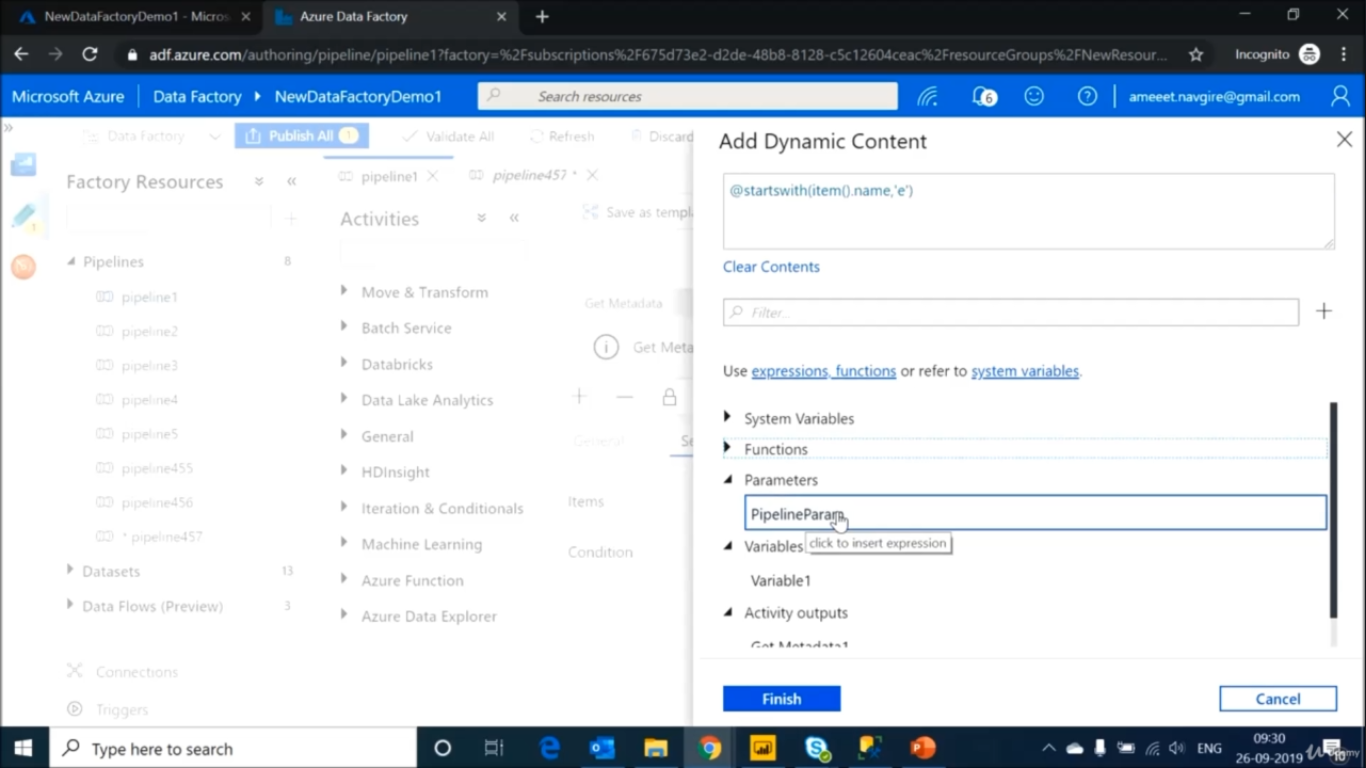 NewDataFactoryDemo1 - Micros
Azure Data Factory
adf.azure.com/authoring/pipeline/pipeline1?factory=%2Fsubscriptions%2F675d73e2-d2de-48b8-8128-c5c12604ceac%2FresourceGroups%2FNewResour...
Incognito
Microsoft Azure
Data Factory
NewDataFactoryDemo1
Search resources
6
ameeet.navgire@gmail.com
Data Factory
Publish All 1
Validate All
Refresh
Discard
Add Dynamic Content
Factory Resources
pipeline1
pipeline457 *
@startswith(item().name,'e')
Activities
Save as templ
Pipelines 8
Clear Contents
Move & Transform
pipeline1
Get Metadata
Filter...
Batch Service
pipeline2
Get Meta
Databricks
pipeline3
Use expressions, functions or refer to system variables.
Data Lake Analytics
pipeline4
System Variables
General
pipeline5
General
Se
Functions
HDInsight
pipeline455
Parameters
Iteration & Conditionals
pipeline456
Items
PipelineParam
click to insert expression
Machine Learning
* pipeline457
Condition
Variables
Datasets 13
Azure Function
Variable1
Data Flows (Preview) 3
Azure Data Explorer
Activity outputs
Get Metadata1
Connections
Triggers
Finish
Cancel
Type here to search
ENG
09:30
26-09-2019